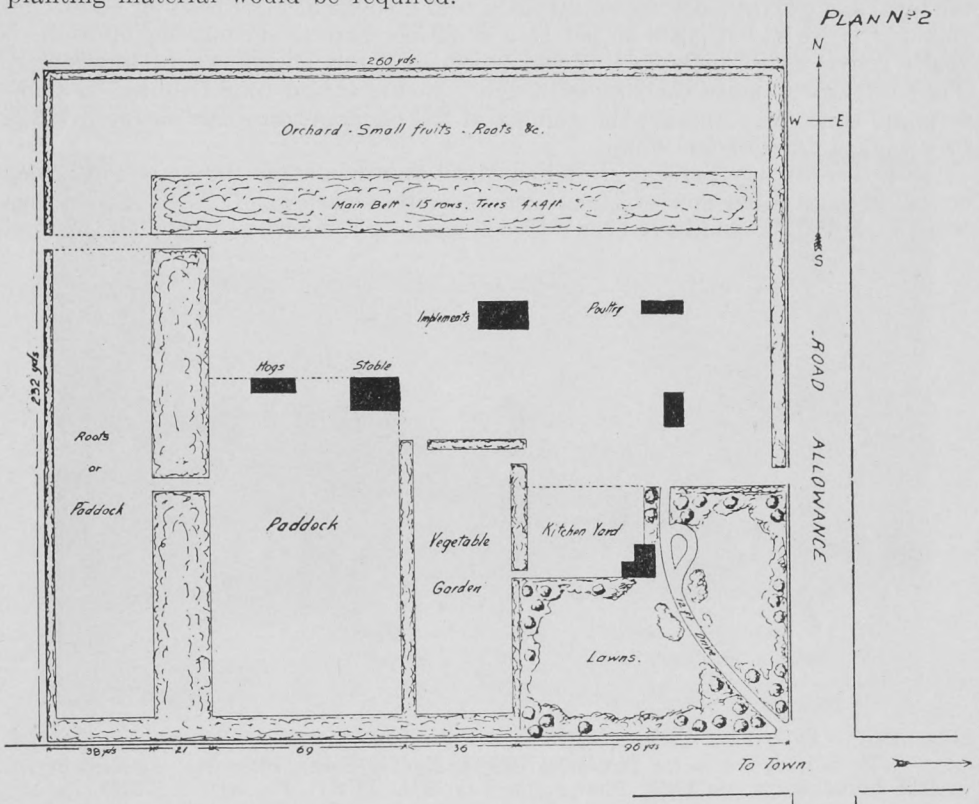 planting material would be required.
PLAN Nº 2
N
W E
S
260 yds
Orchard - Small fruits - Roots &c.
Main Belt - 15 rows. Trees 4x4 ft
232 yds
Implements
Poultry
Hogs
Stable
ROAD ALLOWANCE
Roots
or
Paddock
Paddock
Vegetable
Garden
Kitchen Yard
Drive
Lawns.
38 yds 21 69 36 96 yds
To Town.